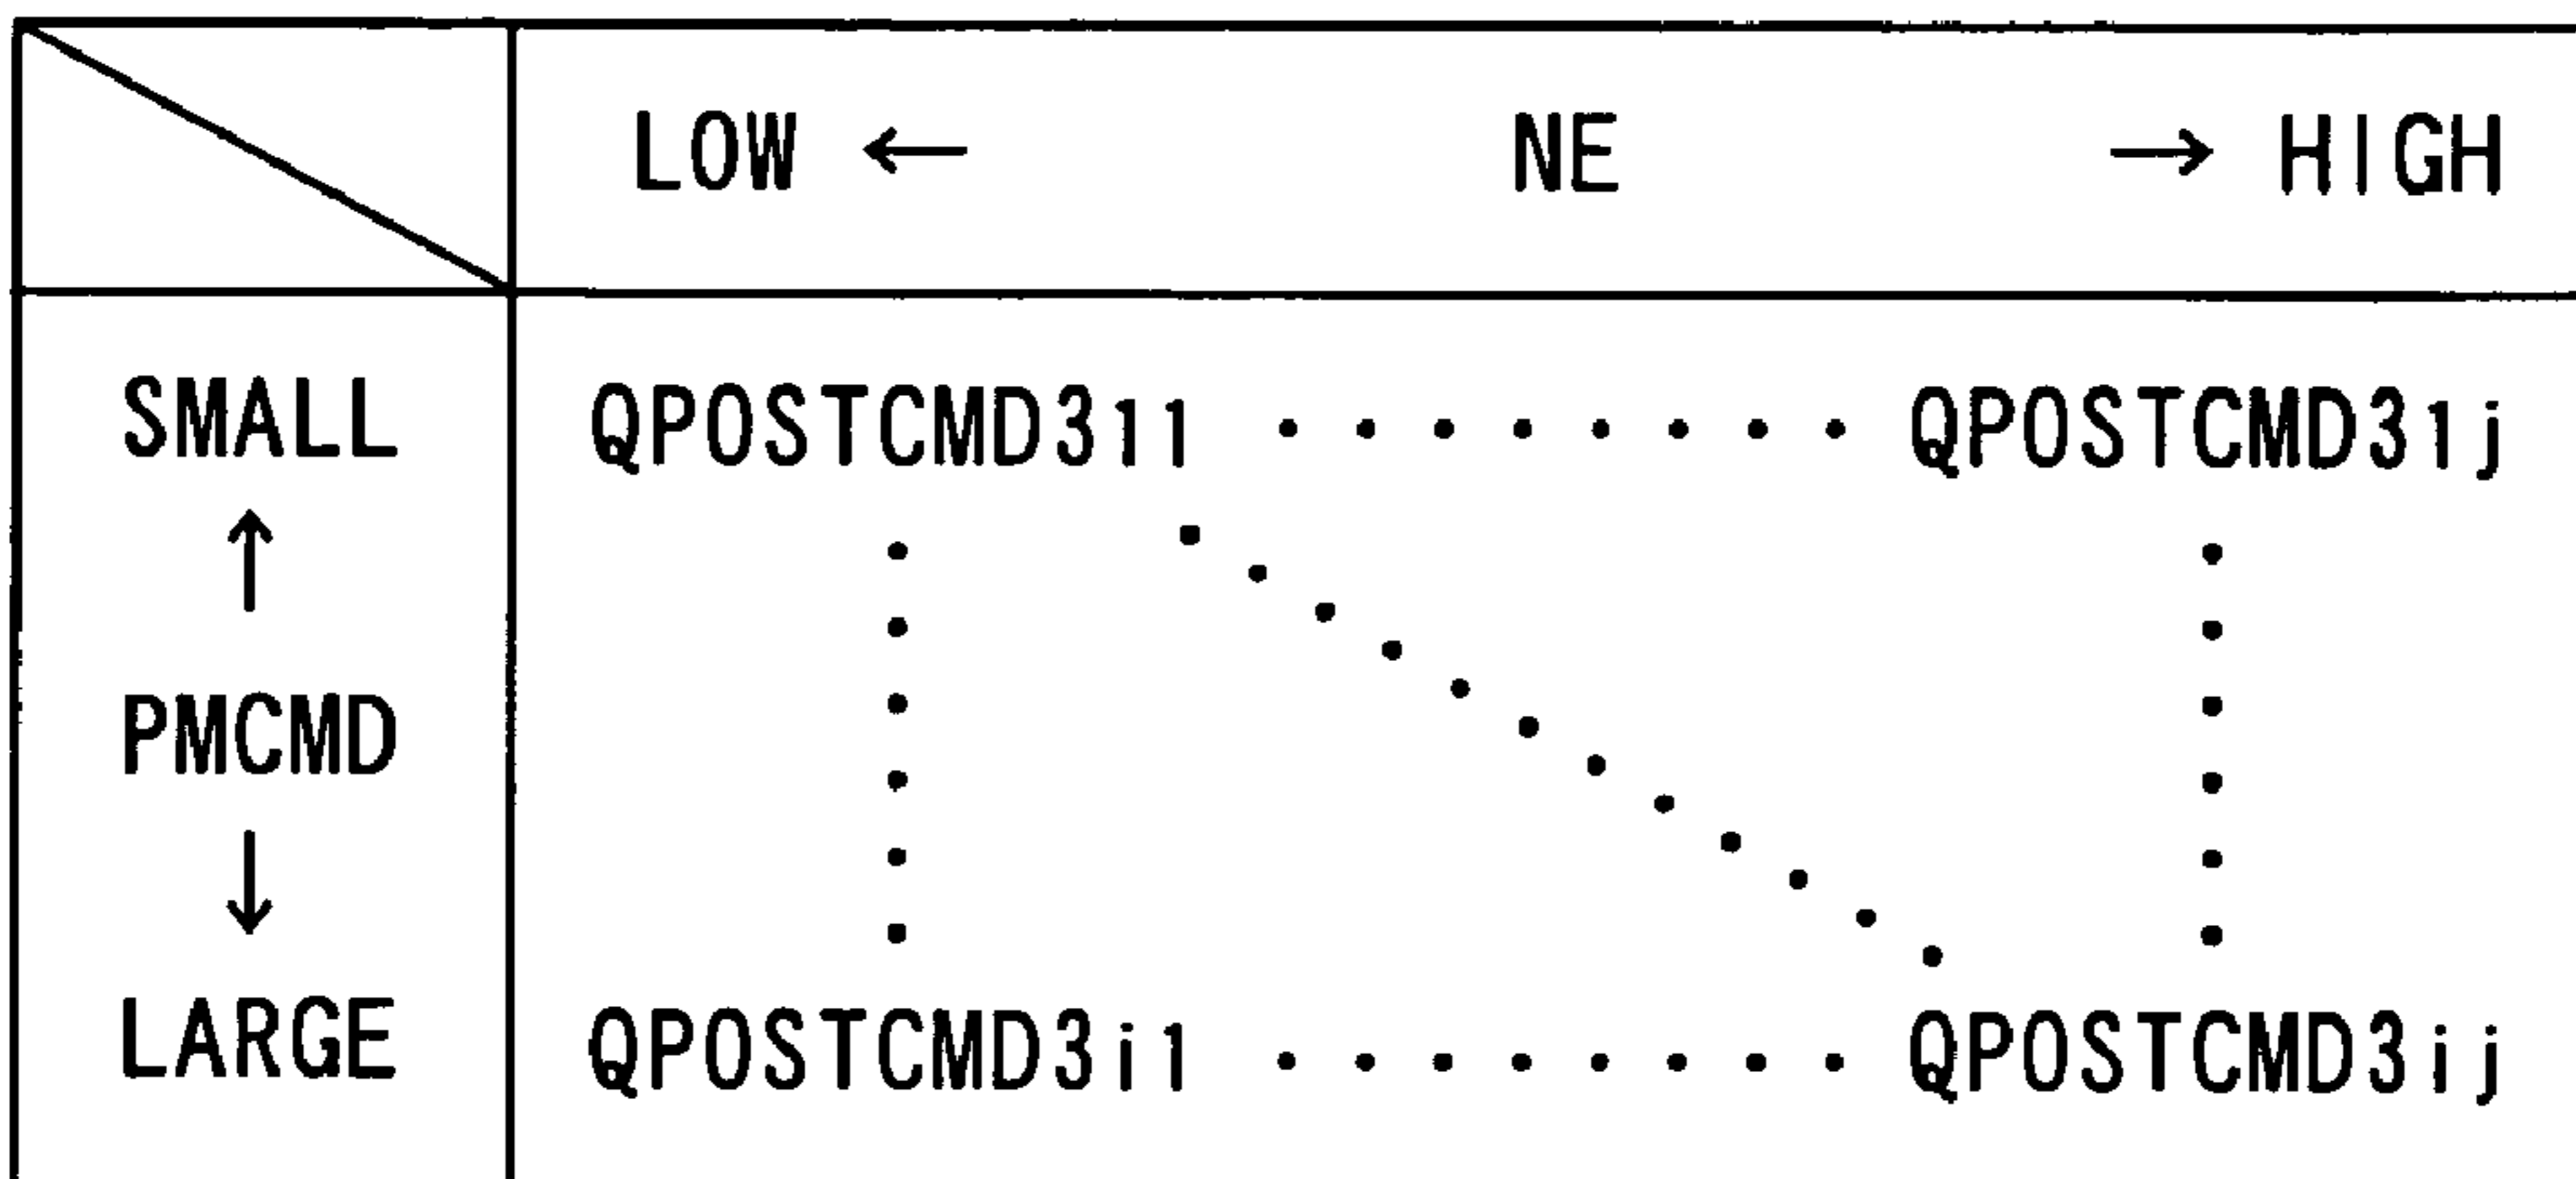 LOW ← NE → HIGH
SMALL QPOSTCMD311 ········ QPOSTCMD31j
↑
PMCMD
↓
LARGE QPOSTCMD3i1 ········ QPOSTCMD3ij